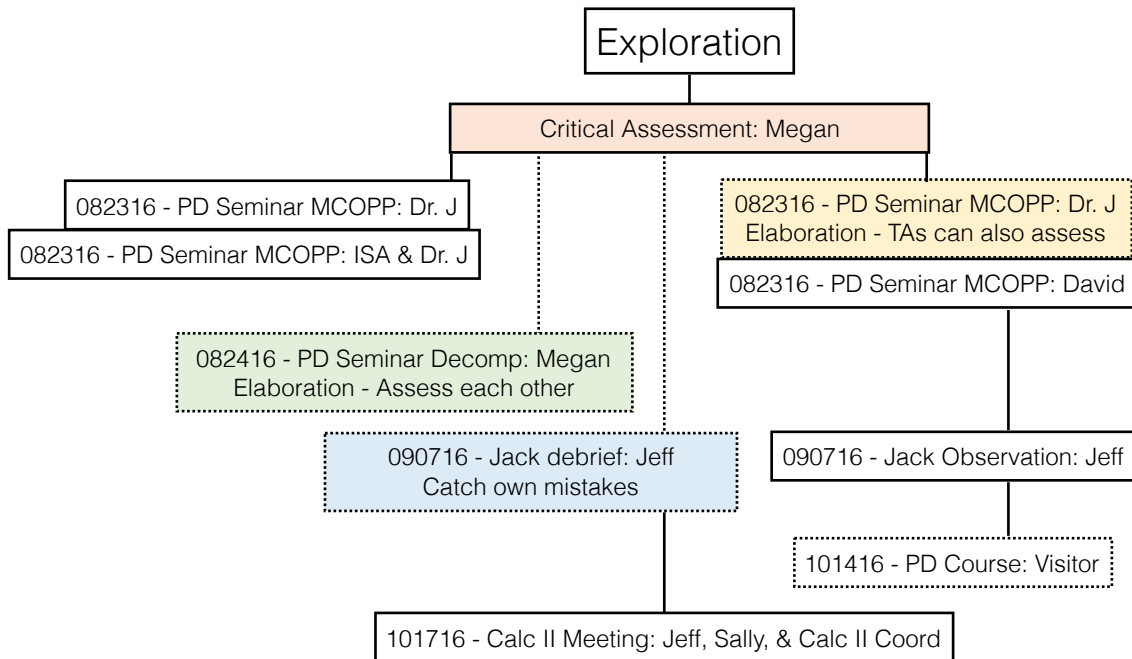 Exploration
Critical Assessment: Megan
082316 - PD Seminar MCOPP: Dr. J
082316 - PD Seminar MCOPP: ISA & Dr. J
082316 - PD Seminar MCOPP: Dr. J
Elaboration - TAs can also assess
082316 - PD Seminar MCOPP: David
082416 - PD Seminar Decomp: Megan
Elaboration - Assess each other
090716 - Jack debrief: Jeff
Catch own mistakes
090716 - Jack Observation: Jeff
101416 - PD Course: Visitor
101716 - Calc II Meeting: Jeff, Sally, & Calc II Coord